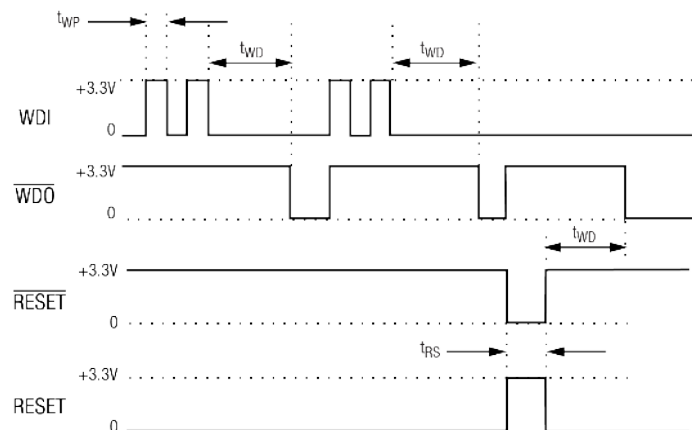 tWP
tWD
tWD
+3.3V
WDI
0
+3.3V
WDO
0
tWD
+3.3V
RESET
0
tRS
+3.3V
RESET
0